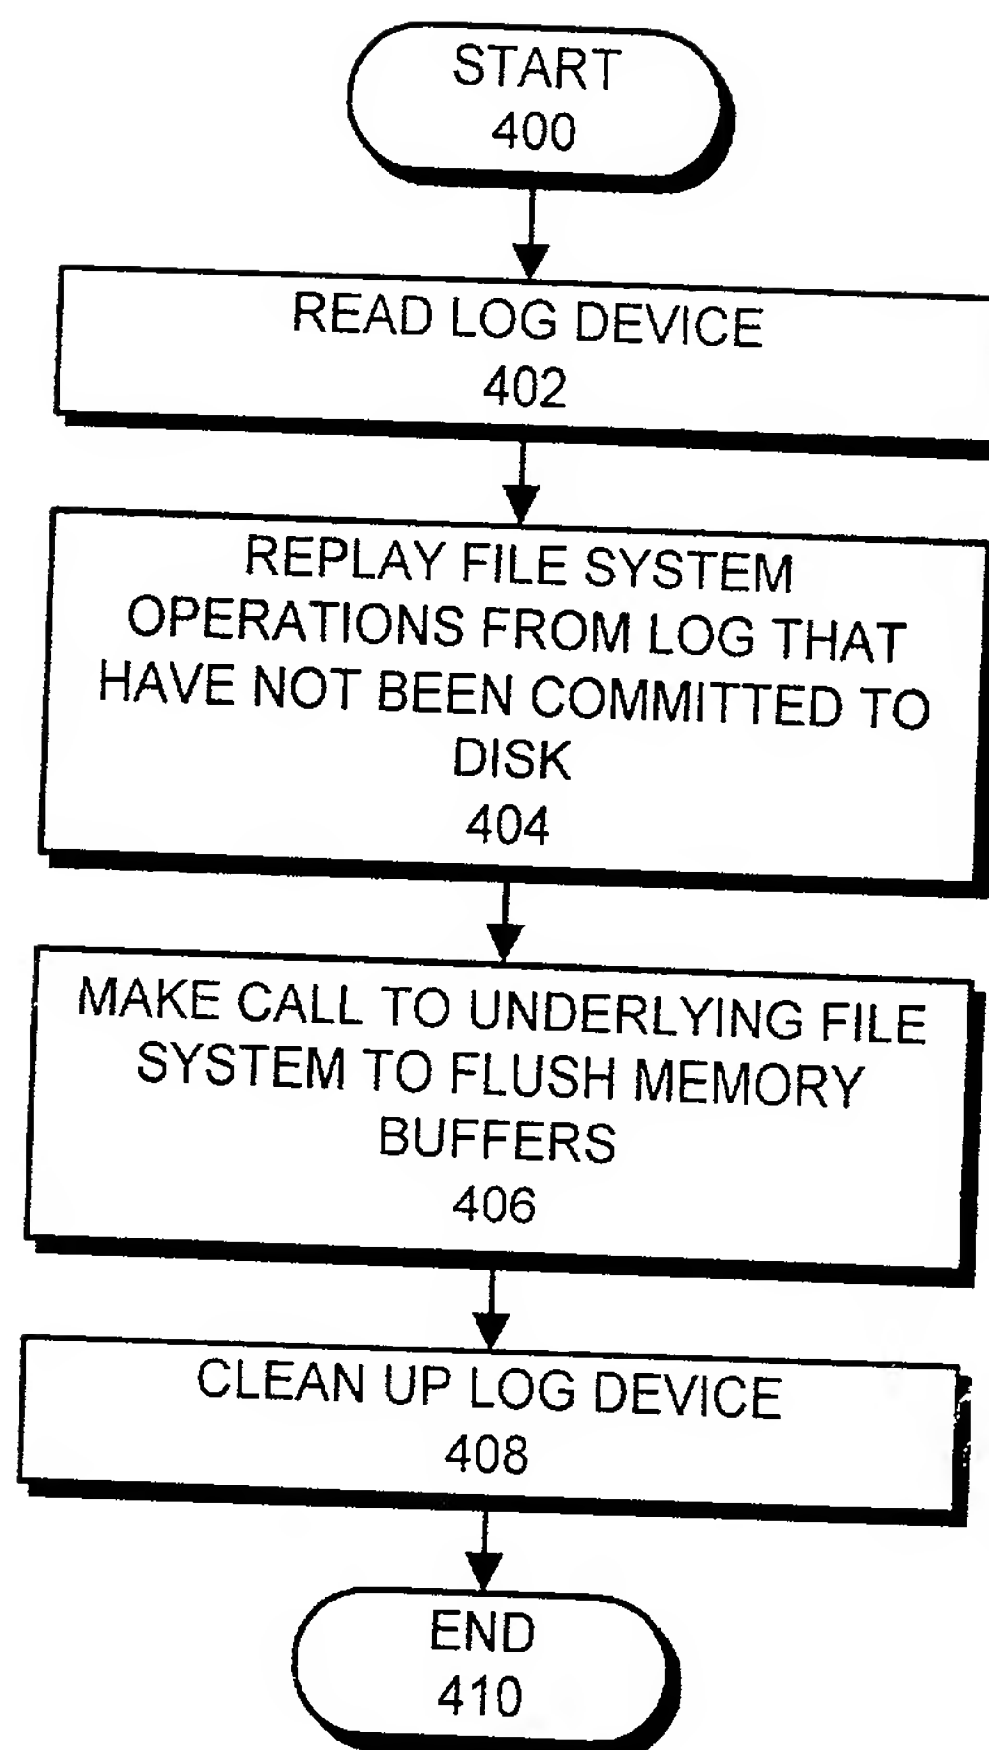 START
400
READ LOG DEVICE
402
REPLAY FILE SYSTEM
OPERATIONS FROM LOG THAT
HAVE NOT BEEN COMMITTED TO
DISK
404
MAKE CALL TO UNDERLYING FILE
SYSTEM TO FLUSH MEMORY
BUFFERS
406
CLEAN UP LOG DEVICE
408
END
410